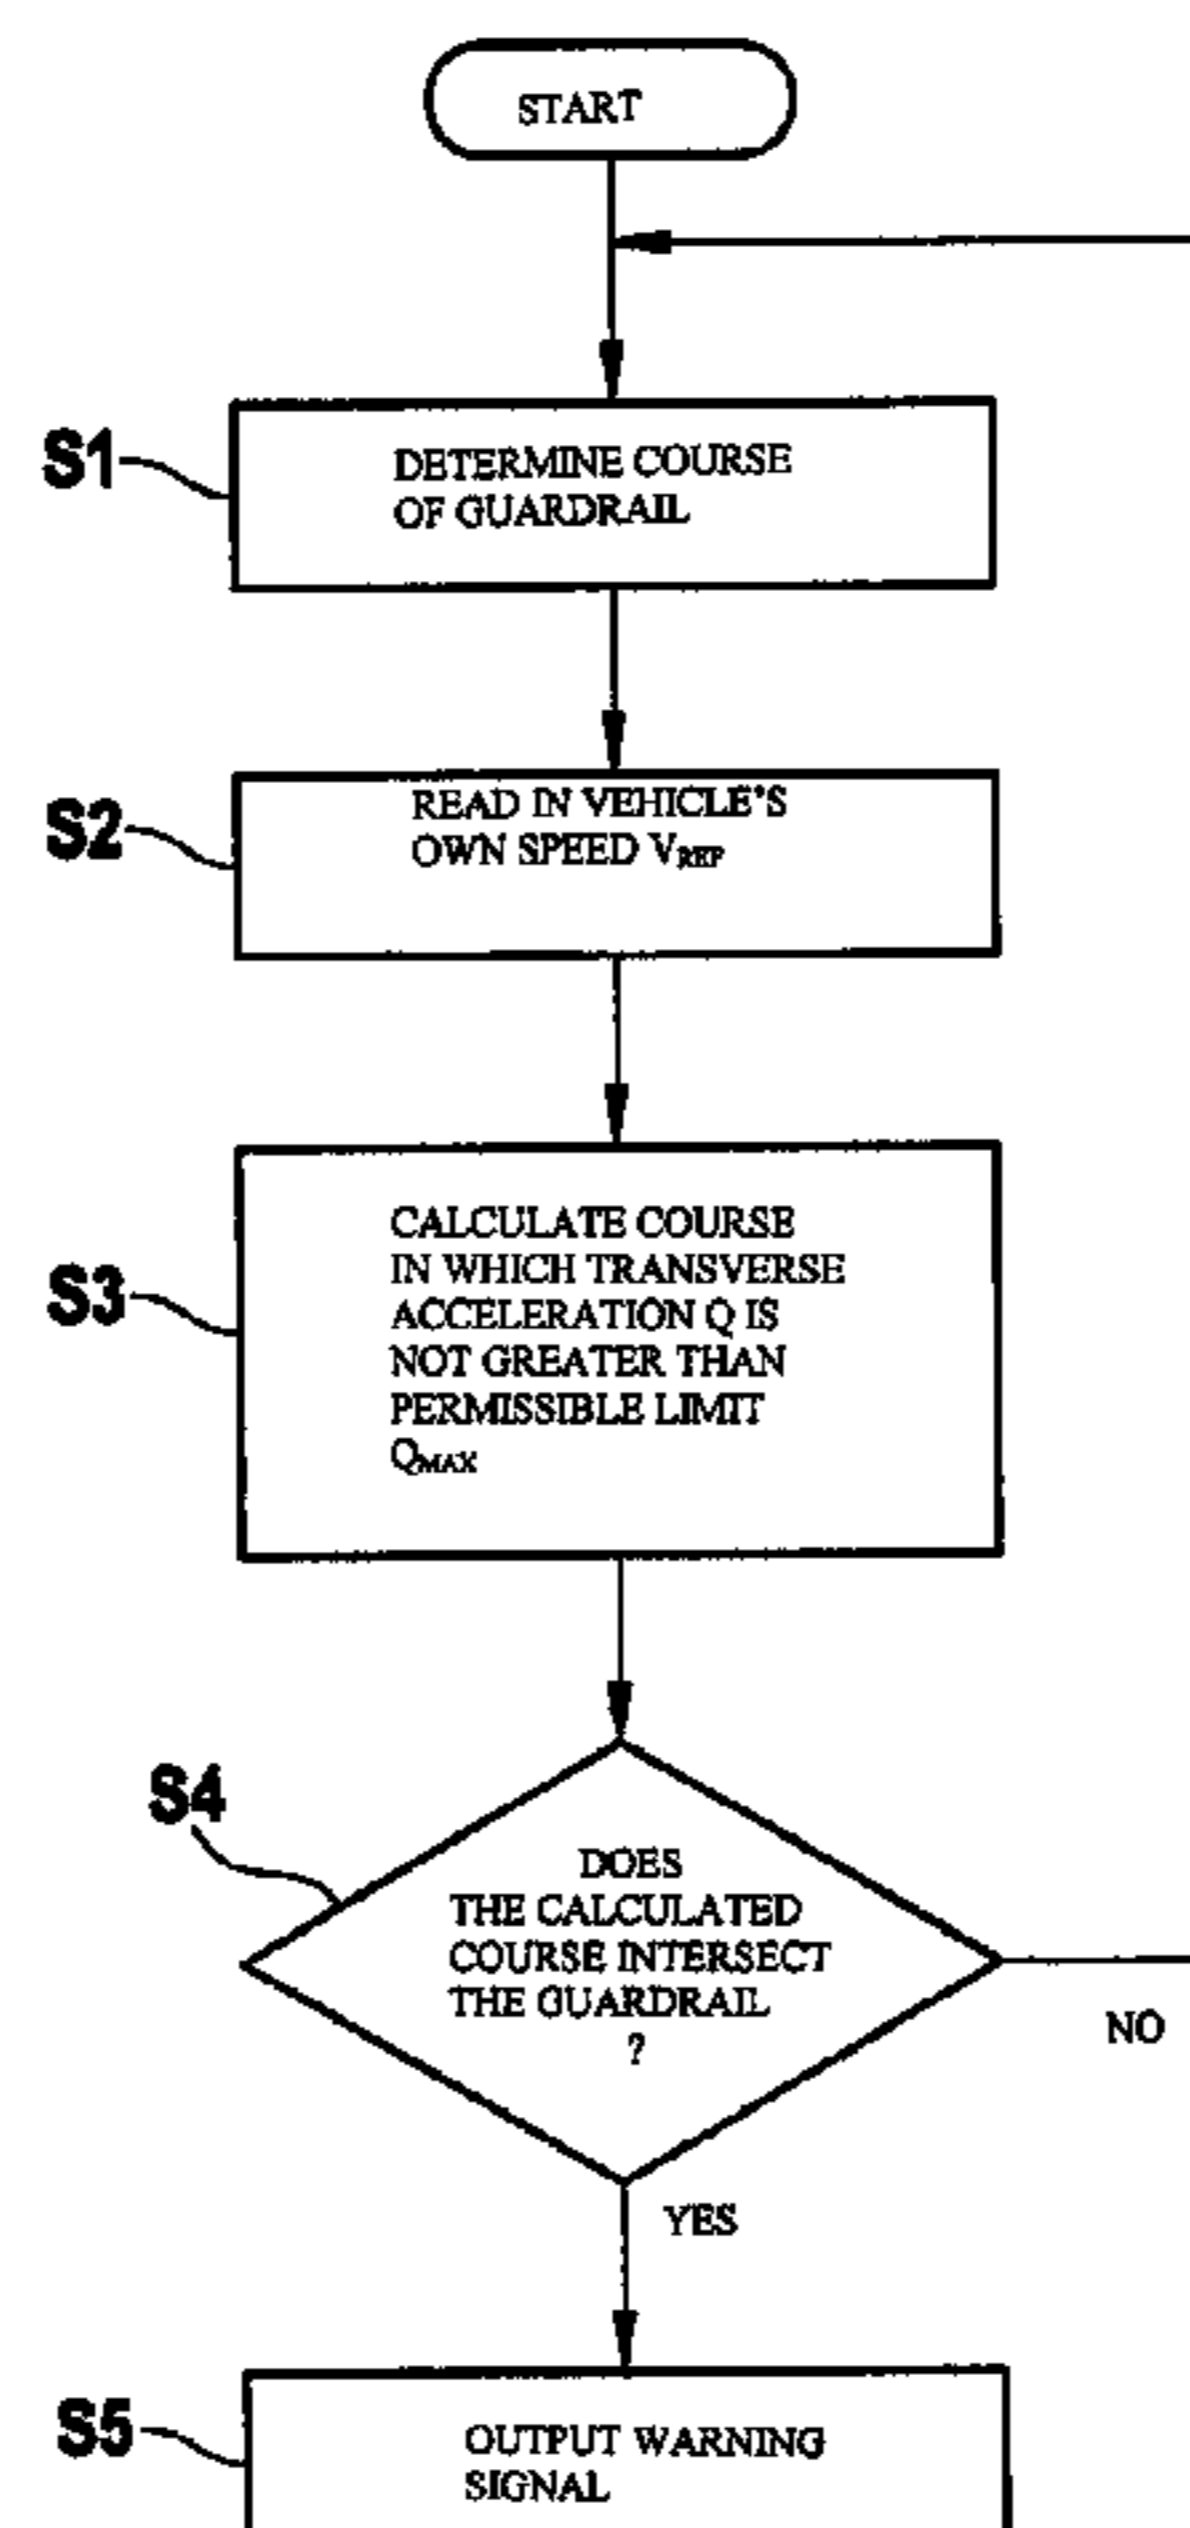 START
S1
DETERMINE COURSE
OF GUARDRAIL
S2
READ IN VEHICLE'S
OWN SPEED VREF
S3
CALCULATE COURSE
IN WHICH TRANSVERSE
ACCELERATION Q IS
NOT GREATER THAN
PERMISSIBLE LIMIT
QMAX
S4
DOES
THE CALCULATED
COURSE INTERSECT
THE GUARDRAIL
?
NO
YES
S5
OUTPUT WARNING
SIGNAL